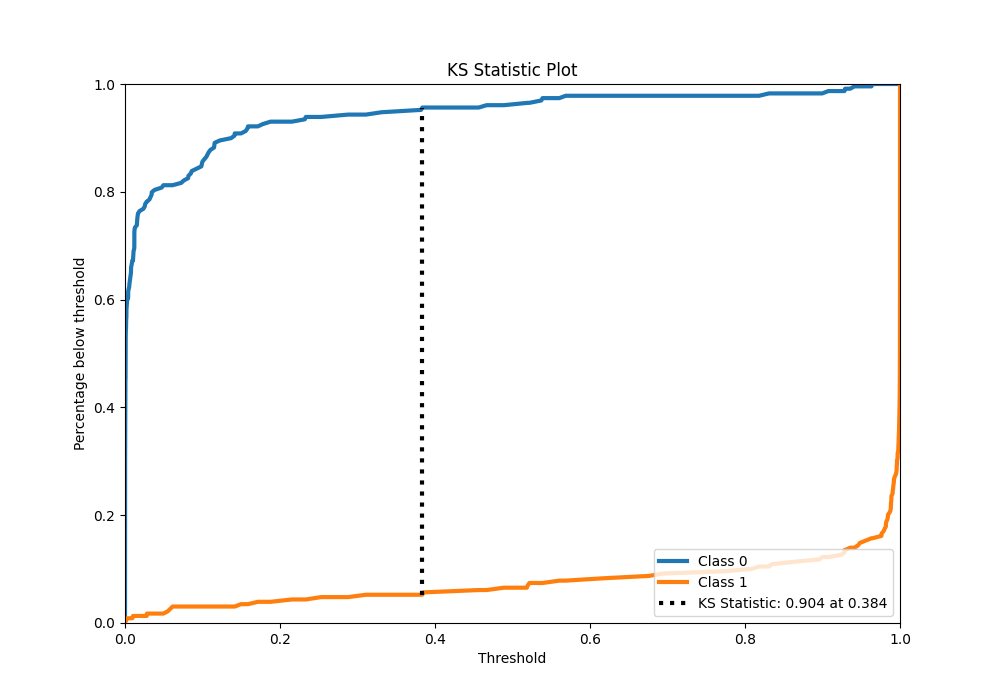 KS Statistic Plot
1.0
0.8
0.6
0.4
0.2
0.0
Percentage below threshold
0.0 0.2 0.4 0.6 0.8 1.0
Threshold
Class 0
Class 1
KS Statistic: 0.904 at 0.384